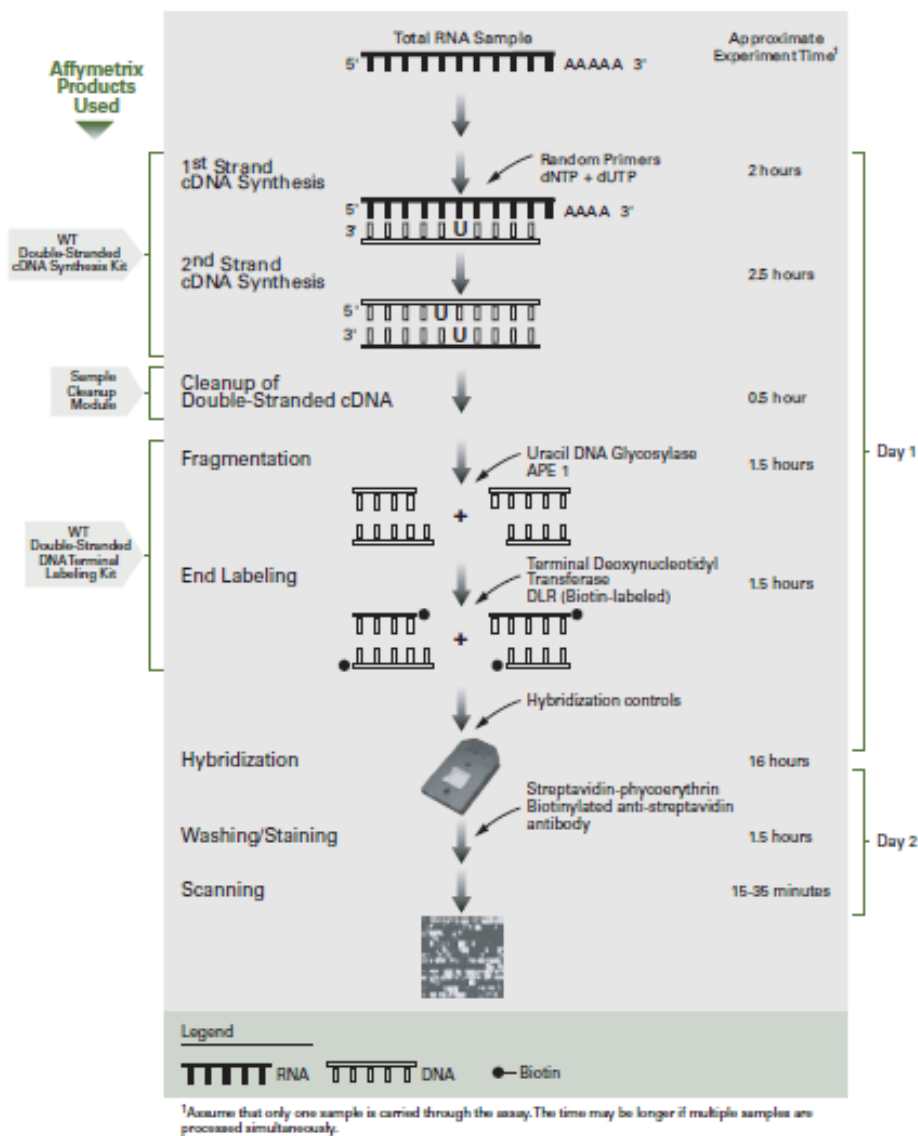 Total RNA Sample
Approximate
Experiment Time¹
5' AAAAA 3'
Affymetrix
Products
Used
1st Strand
cDNA Synthesis
Random Primers
dNTP + dUTP
2 hours
5' AAAA 3'
3' U
WT
Double-Stranded
cDNA Synthesis Kit
2nd Strand
cDNA Synthesis
2.5 hours
5' U
3' U
Sample
Cleanup
Module
Cleanup of
Double-Stranded cDNA
0.5 hour
Day 1
Fragmentation
Uracil DNA Glycosylase
APE 1
1.5 hours
+
WT
Double-Stranded
DNA Terminal
Labeling Kit
End Labeling
Terminal Deoxynucleotidyl
Transferase
DLR (Biotin-labeled)
1.5 hours
+
Hybridization controls
Hybridization
16 hours
Streptavidin-phycoerythrin
Biotinylated anti-streptavidin
antibody
Washing/Staining
1.5 hours
Day 2
Scanning
15-35 minutes
Legend
RNA
DNA
Biotin
¹Assume that only one sample is carried through the assay. The time may be longer if multiple samples are
processed simultaneously.